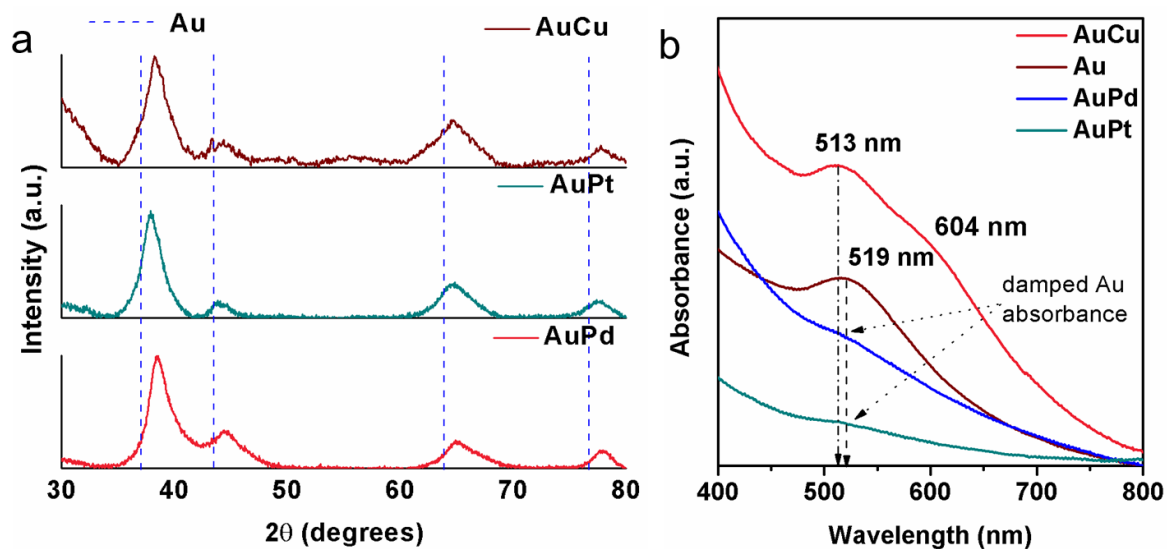 a
Au
AuCu
AuPt
AuPd
Intensity (a.u.)
30 40 50 60 70 80
2θ (degrees)
b
AuCu
Au
AuPd
AuPt
513 nm
604 nm
519 nm
damped Au
absorbance
Absorbance (a.u.)
400 500 600 700 800
Wavelength (nm)